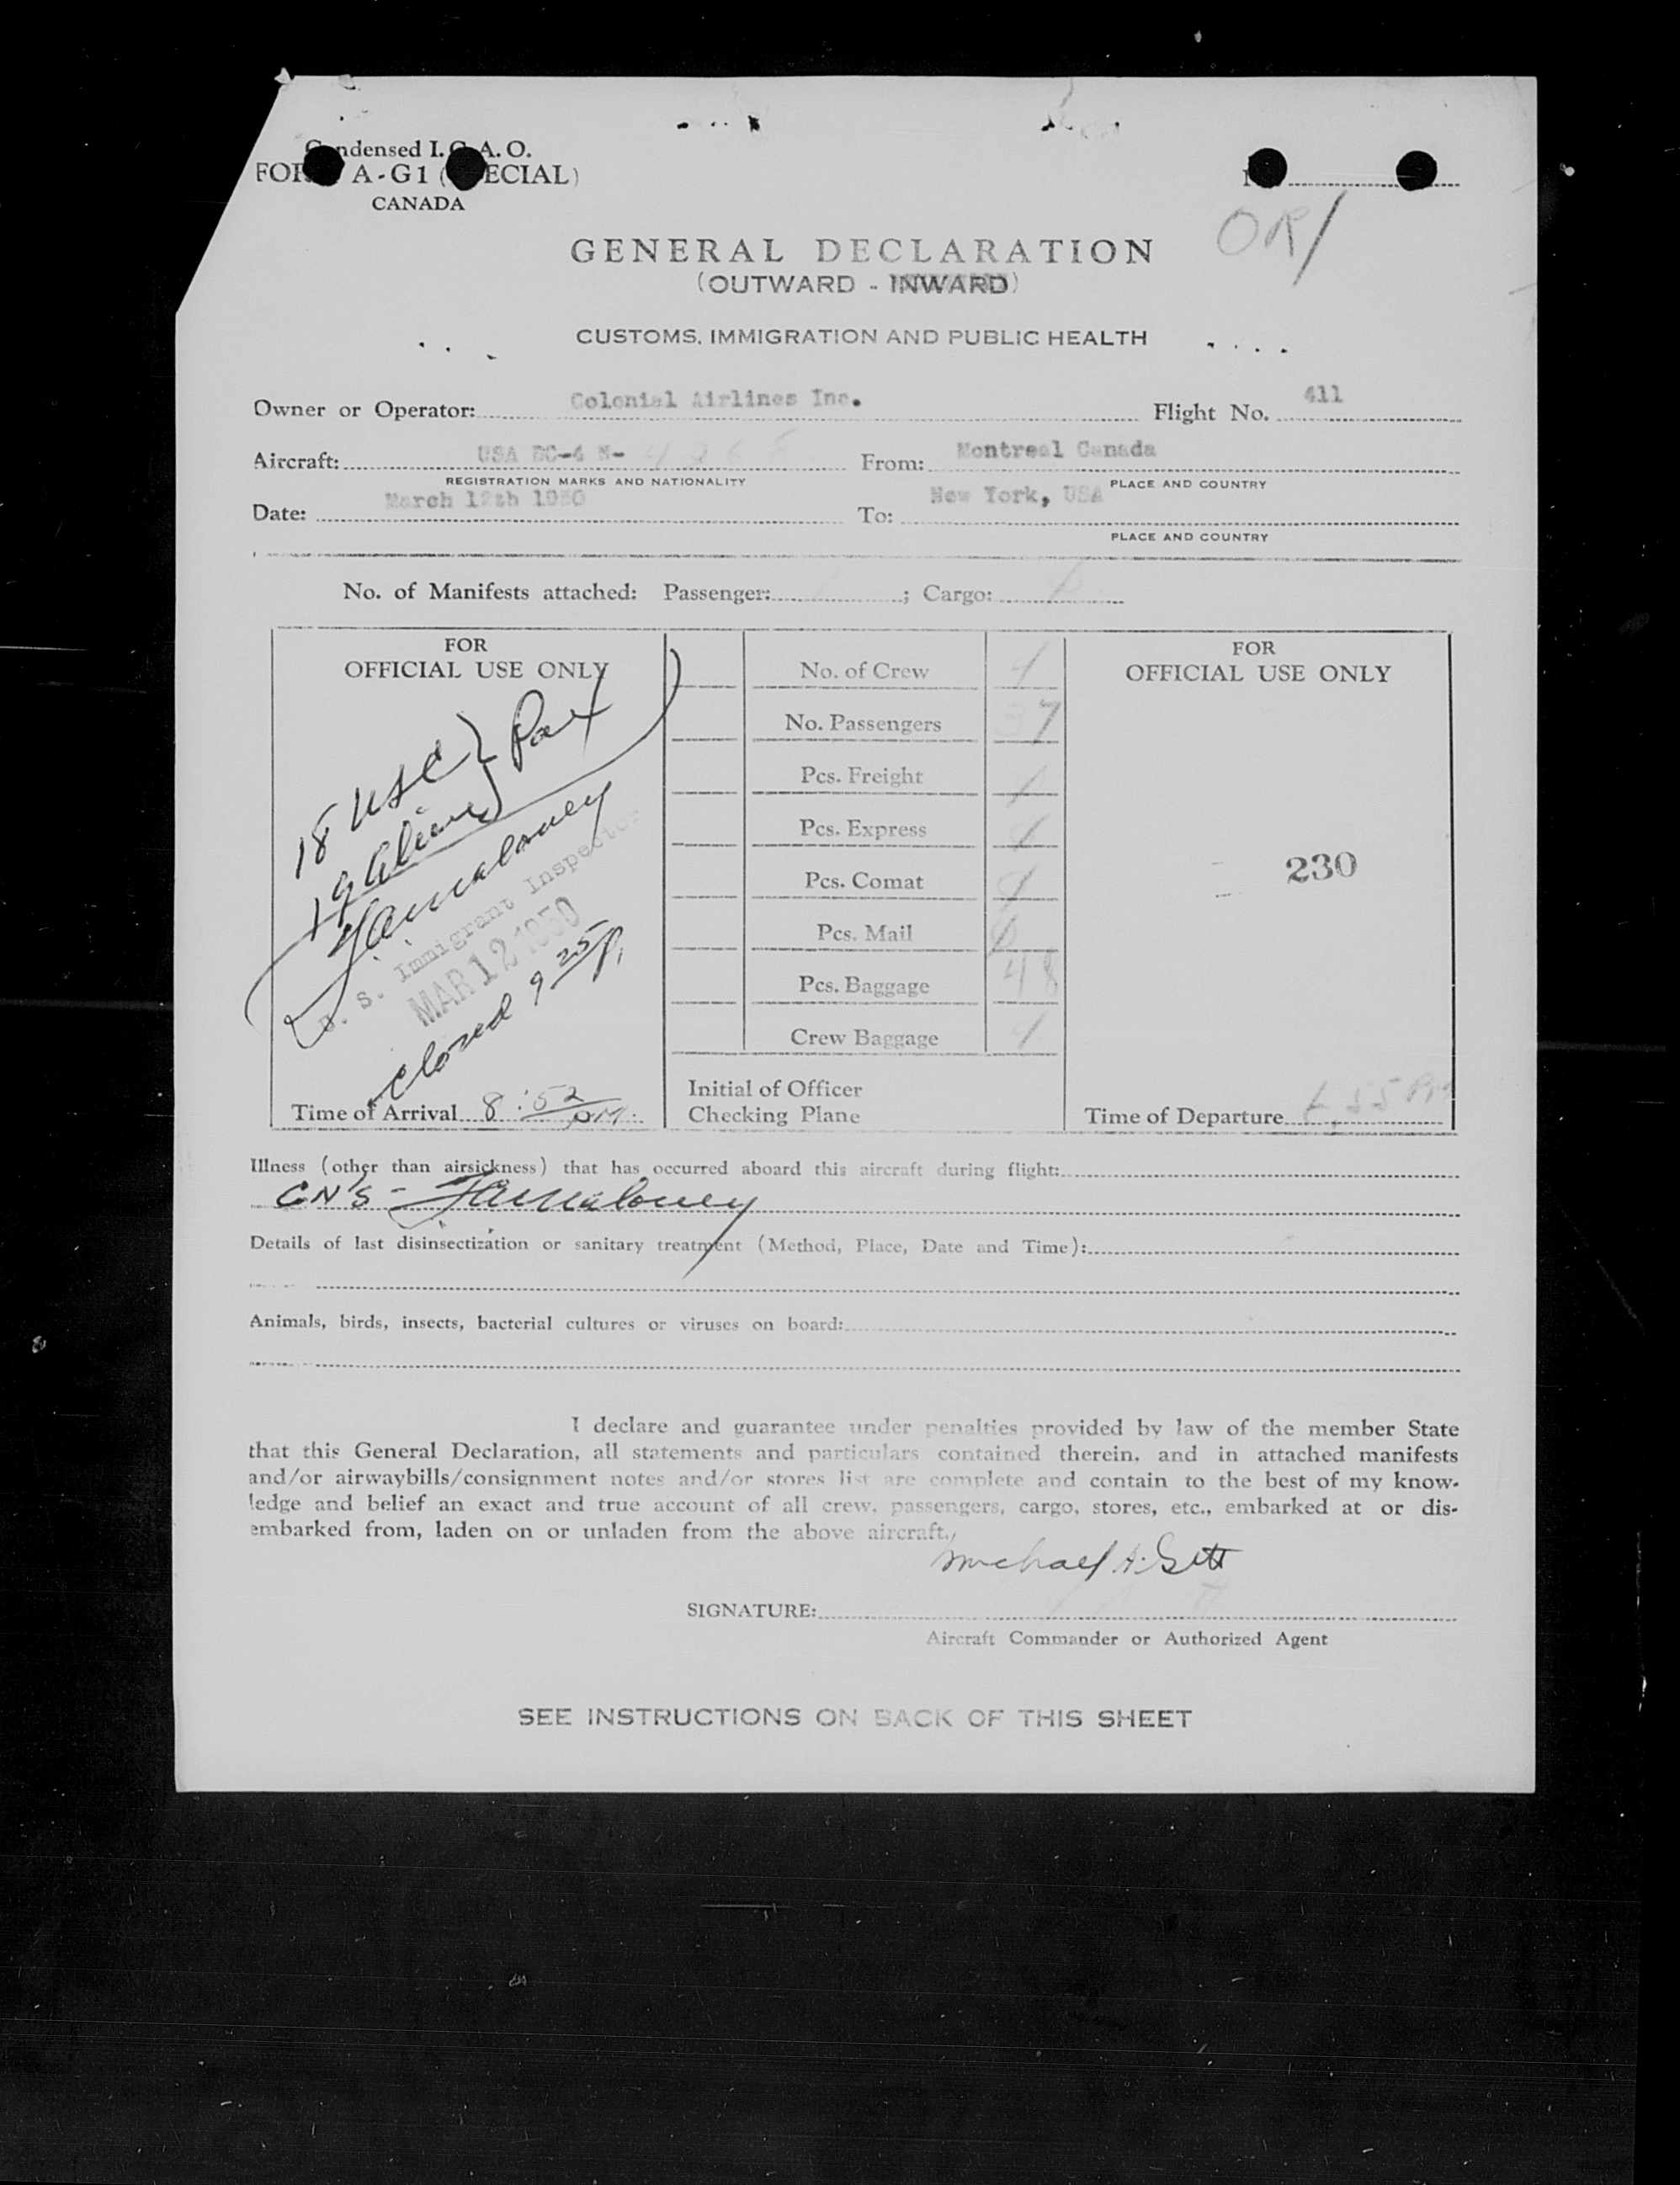 Condensed I.C.A.O.
FORM A-G1 (SPECIAL)
CANADA
OR/
GENERAL DECLARATION
(OUTWARD - INWARD)
CUSTOMS, IMMIGRATION AND PUBLIC HEALTH
Owner or Operator: Colonial Airlines Inc. Flight No. 411
Aircraft: USA DC-4 N- From: Montreal Canada
REGISTRATION MARKS AND NATIONALITY PLACE AND COUNTRY
Date: March 12th 1950 To: New York, USA
PLACE AND COUNTRY
No. of Manifests attached: Passenger: ; Cargo:
FOR
OFFICIAL USE ONLY
18 USC } Pax
19 Aliens
U. S. Immigrant Inspector
MAR 12 1950
closed 9 25 P.
Time of Arrival 8:52 PM.
No. of Crew 4
No. Passengers 37
Pcs. Freight
Pcs. Express
Pcs. Comat
Pcs. Mail
Pcs. Baggage 48
Crew Baggage 4
Initial of Officer
Checking Plane
FOR
OFFICIAL USE ONLY
230
Time of Departure
Illness (other than airsickness) that has occurred aboard this aircraft during flight:
CNS -
Details of last disinsectization or sanitary treatment (Method, Place, Date and Time):
Animals, birds, insects, bacterial cultures or viruses on board:
I declare and guarantee under penalties provided by law of the member State
that this General Declaration, all statements and particulars contained therein, and in attached manifests
and/or airwaybills/consignment notes and/or stores list are complete and contain to the best of my know-
ledge and belief an exact and true account of all crew, passengers, cargo, stores, etc., embarked at or dis-
embarked from, laden on or unladen from the above aircraft.
Michael A. Gett
SIGNATURE:
Aircraft Commander or Authorized Agent
SEE INSTRUCTIONS ON BACK OF THIS SHEET